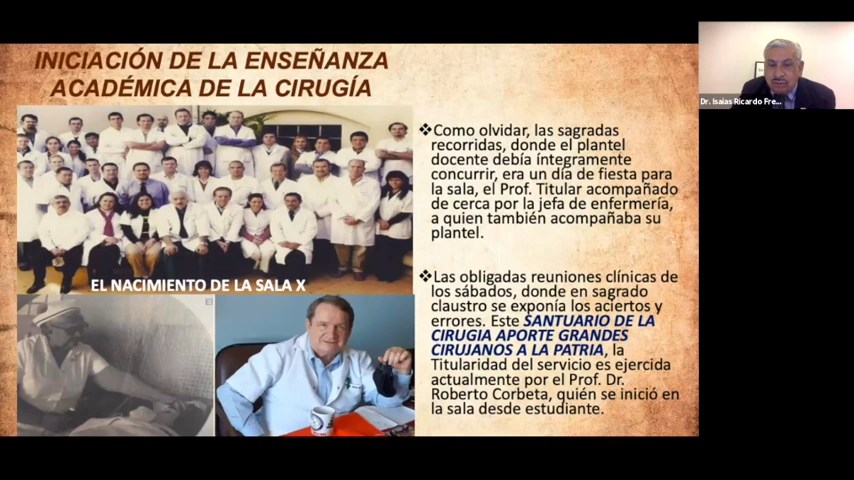 INICIACIÓN DE LA ENSEÑANZA
ACADÉMICA DE LA CIRUGÍA
EL NACIMIENTO DE LA SALA X
El
❖Como olvidar, las sagradas
recorridas, donde el plantel
docente debía íntegramente
concurrir, era un día de fiesta para
la sala, el Prof. Titular acompañado
de cerca por la jefa de enfermería,
a quien también acompañaba su
plantel.
❖Las obligadas reuniones clínicas de
los sábados, donde en sagrado
claustro se exponía los aciertos y
errores. Este SANTUARIO DE LA
CIRUGIA APORTE GRANDES
CIRUJANOS A LA PATRIA, la
Titularidad del servicio es ejercida
actualmente por el Prof. Dr.
Roberto Corbeta, quién se inició en
la sala desde estudiante.
Dr. Isaias Ricardo Fre...